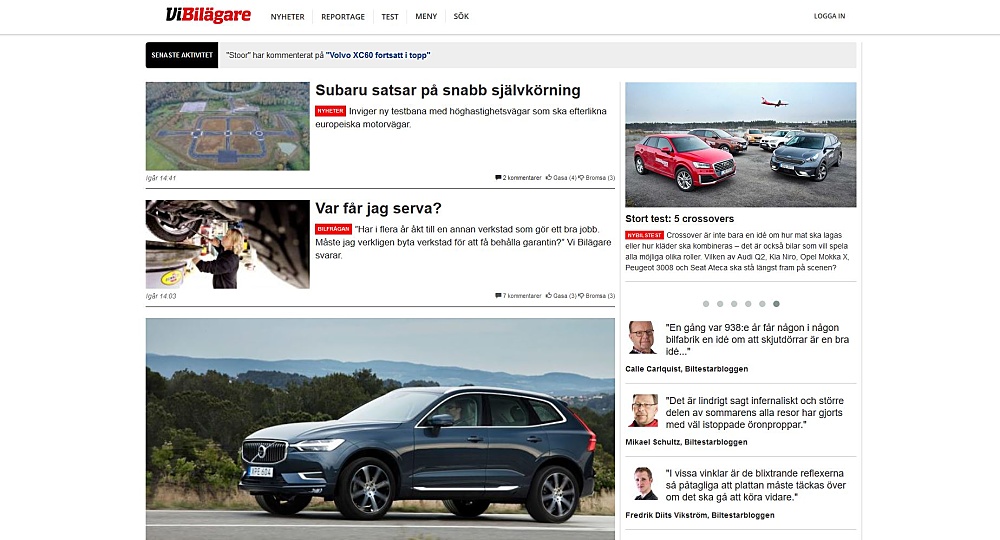 ViBilägare
NYHETER
REPORTAGE
TEST
MENY
SÖK
LOGGA IN
SENASTE AKTIVITET
"Stoor" har kommenterat på "Volvo XC60 fortsatt i topp"
Subaru satsar på snabb självkörning
NYHETER Inviger ny testbana med höghastighetsvägar som ska efterlikna
europeiska motorvägar.
Igår 14.41
2 kommentarer Gasa (4) Bromsa (3)
Var får jag serva?
BILFRÅGAN "Har i flera år åkt till en annan verkstad som gör ett bra jobb.
Måste jag verkligen byta verkstad för att få behålla garantin?" Vi Bilägare
svarar.
Igår 14.03
7 kommentarer Gasa (3) Bromsa (3)
Stort test: 5 crossovers
NYBILSTEST Crossover är inte bara en idé om hur mat ska lagas
eller hur kläder ska kombineras – det är också bilar som vill spela
alla möjliga olika roller. Vilken av Audi Q2, Kia Niro, Opel Mokka X,
Peugeot 3008 och Seat Ateca ska stå längst fram på scenen?
"En gång var 938:e år får någon i någon
bilfabrik en idé om att skjutdörrar är en bra
idé..."
Calle Carlquist, Biltestarbloggen
"Det är lindrigt sagt infernaliskt och större
delen av sommarens alla resor har gjorts
med väl istoppade öronproppar."
Mikael Schultz, Biltestarbloggen
"I vissa vinklar är de blixtrande reflexerna
så påtagliga att plattan måste täckas över
om det ska gå att köra vidare."
Fredrik Diits Vikström, Biltestarbloggen